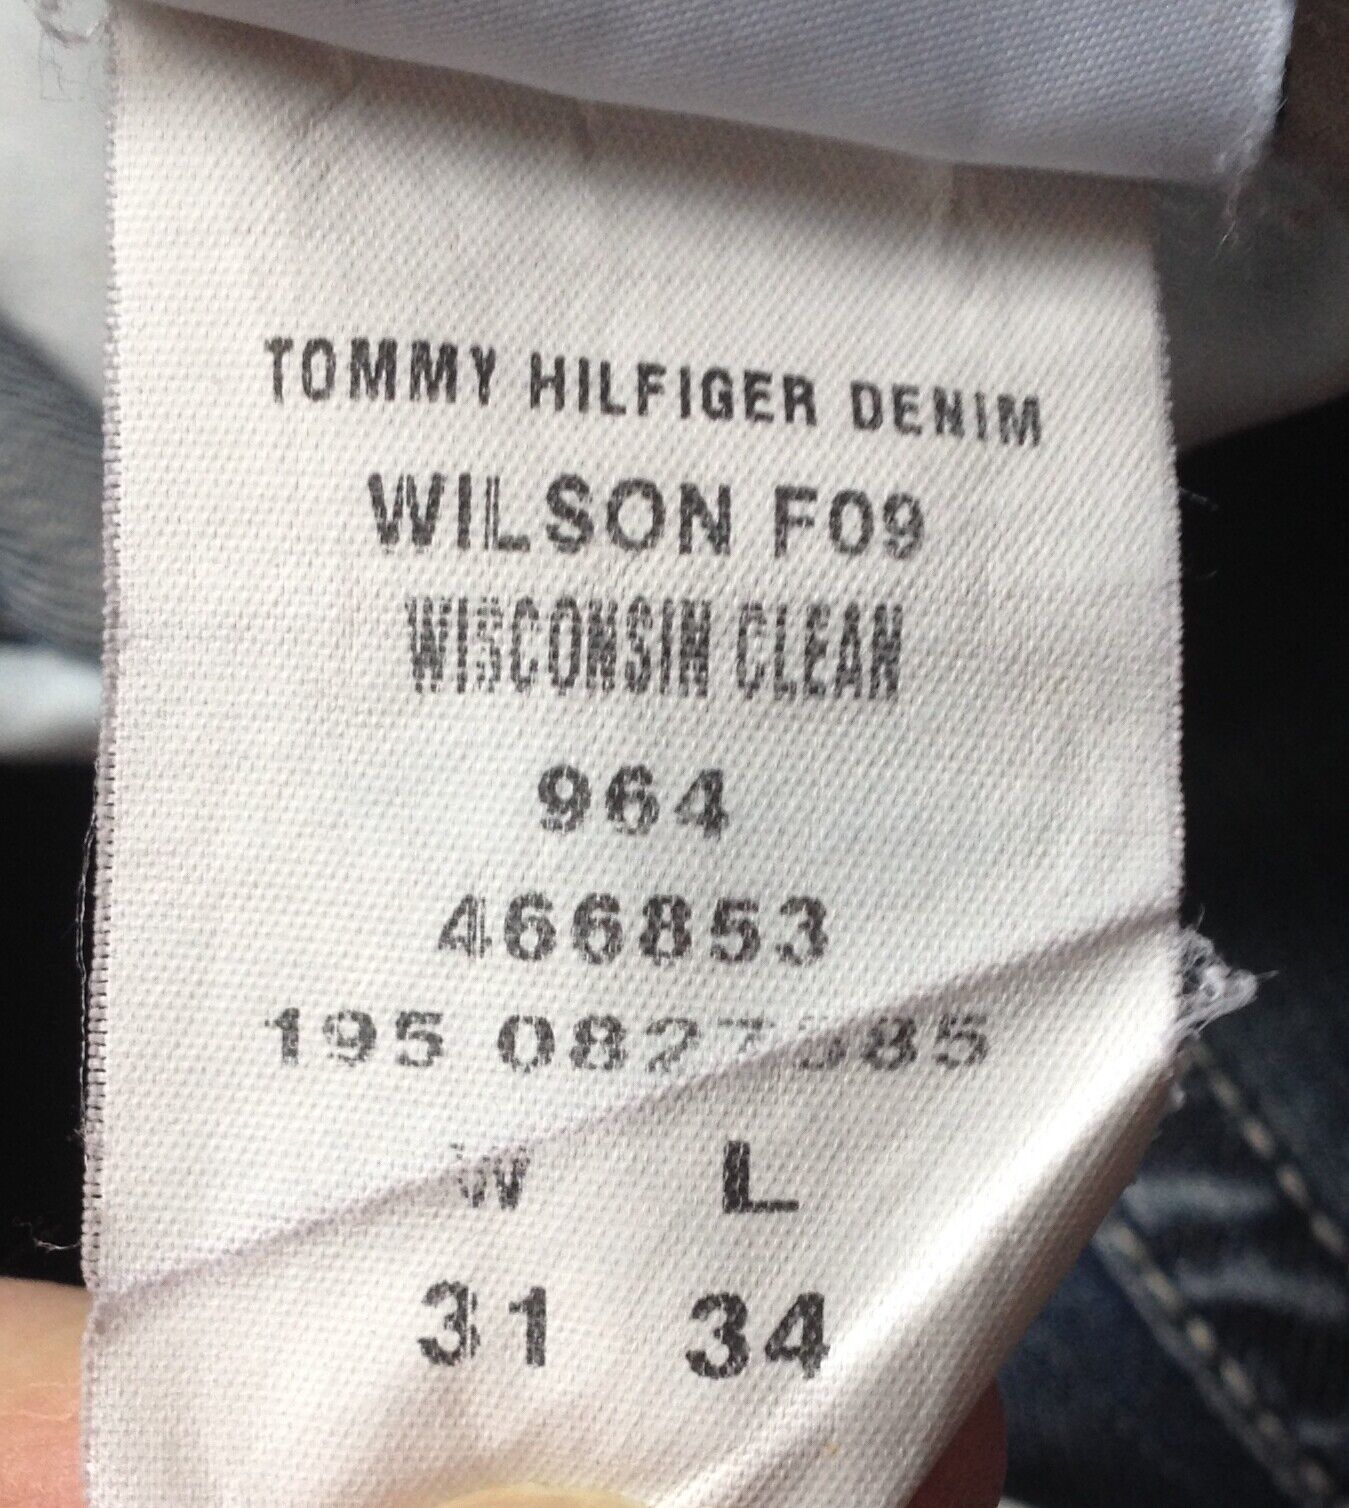 TOMMY HILFIGER DENIM
WILSON F09
WISCONSIN CLEAN
964
466853
195
W L
31 34